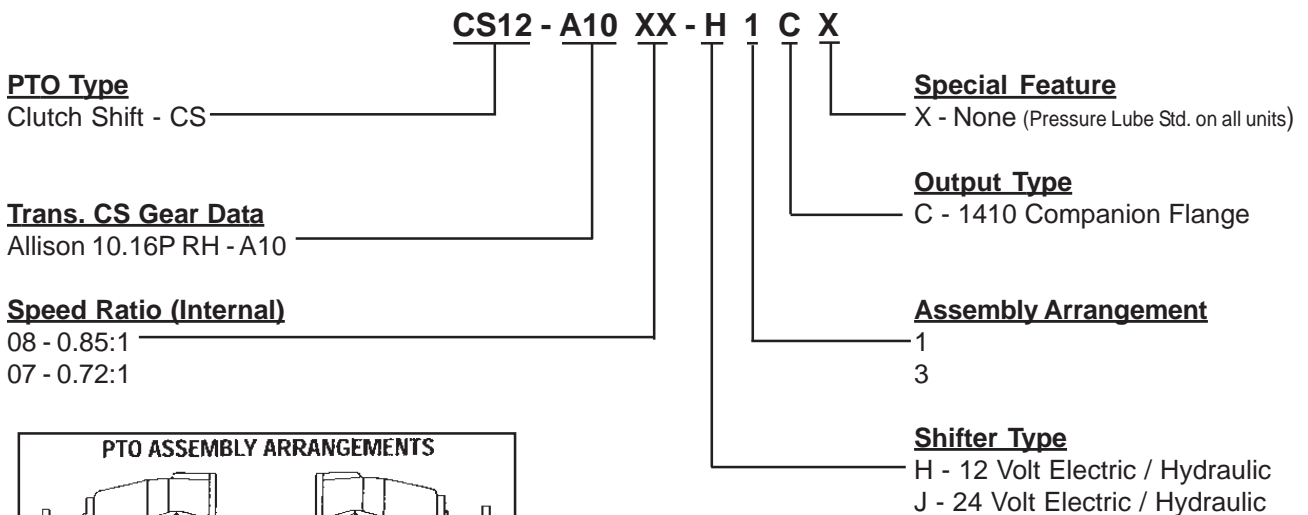 CS12 - A10 XX - H 1 C X
PTO Type
Clutch Shift - CS
Trans. CS Gear Data
Allison 10.16P RH - A10
Speed Ratio (Internal)
08 - 0.85:1
07 - 0.72:1
PTO ASSEMBLY ARRANGEMENTS
Special Feature
X - None (Pressure Lube Std. on all units)
Output Type
C - 1410 Companion Flange
Assembly Arrangement
1
3
Shifter Type
H - 12 Volt Electric / Hydraulic
J - 24 Volt Electric / Hydraulic